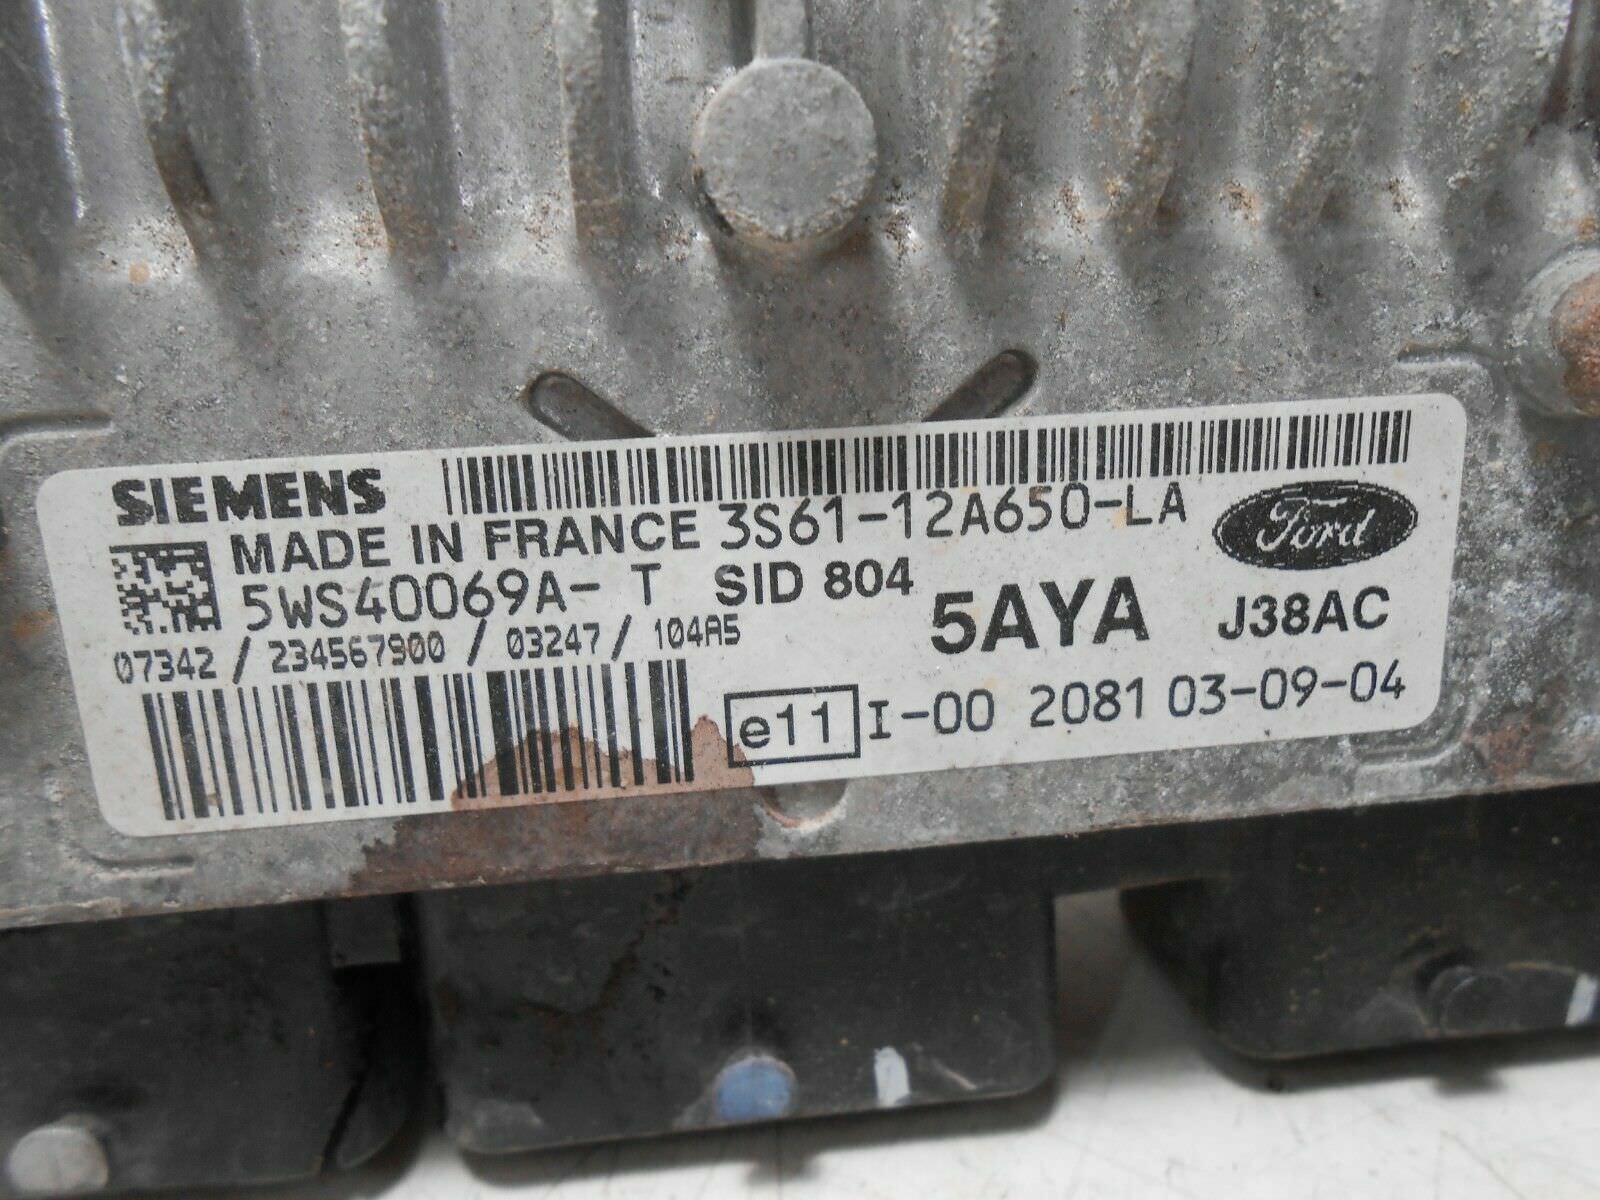 SIEMENS
MADE IN FRANCE 3S61-12A650-LA
Ford
5WS40069A- T SID 804
5AYA J38AC
07342 / 234567900 / 03247 / 104A5
e11 I-00 2081 03-09-04